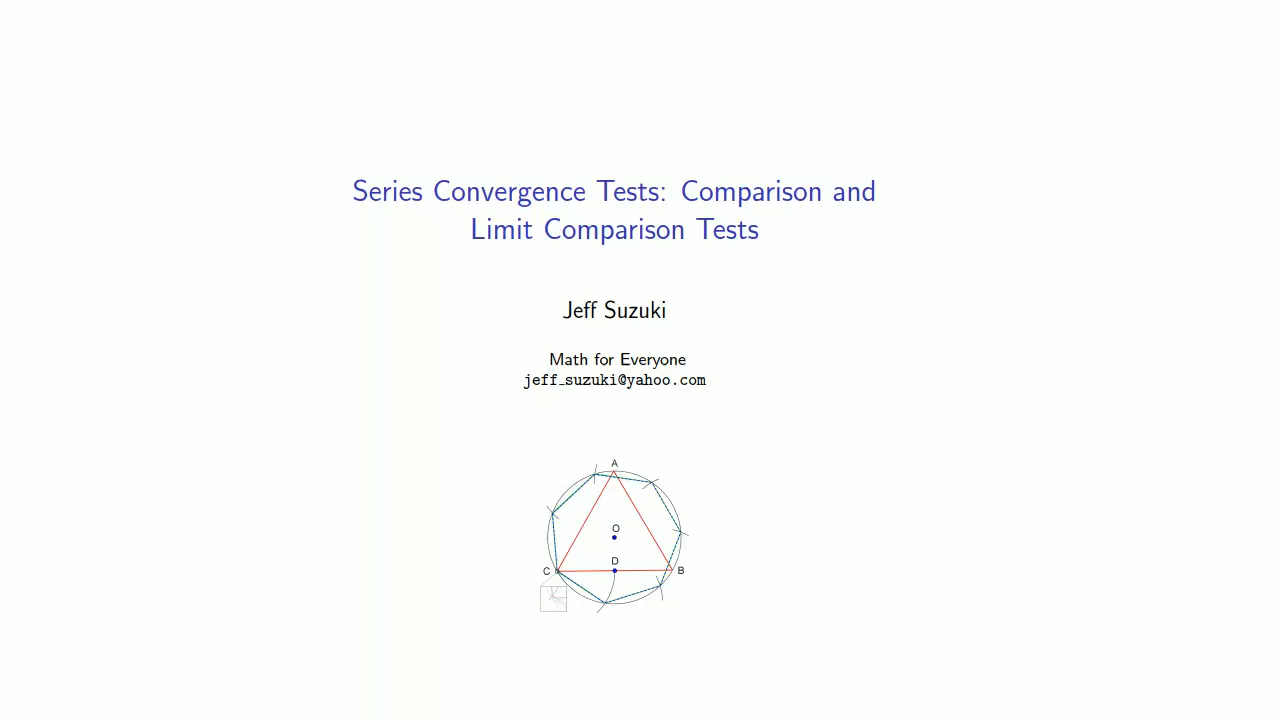 Series Convergence Tests: Comparison and
Limit Comparison Tests
Jeff Suzuki
Math for Everyone
jeff_suzuki@yahoo.com
A
O
D
C
B